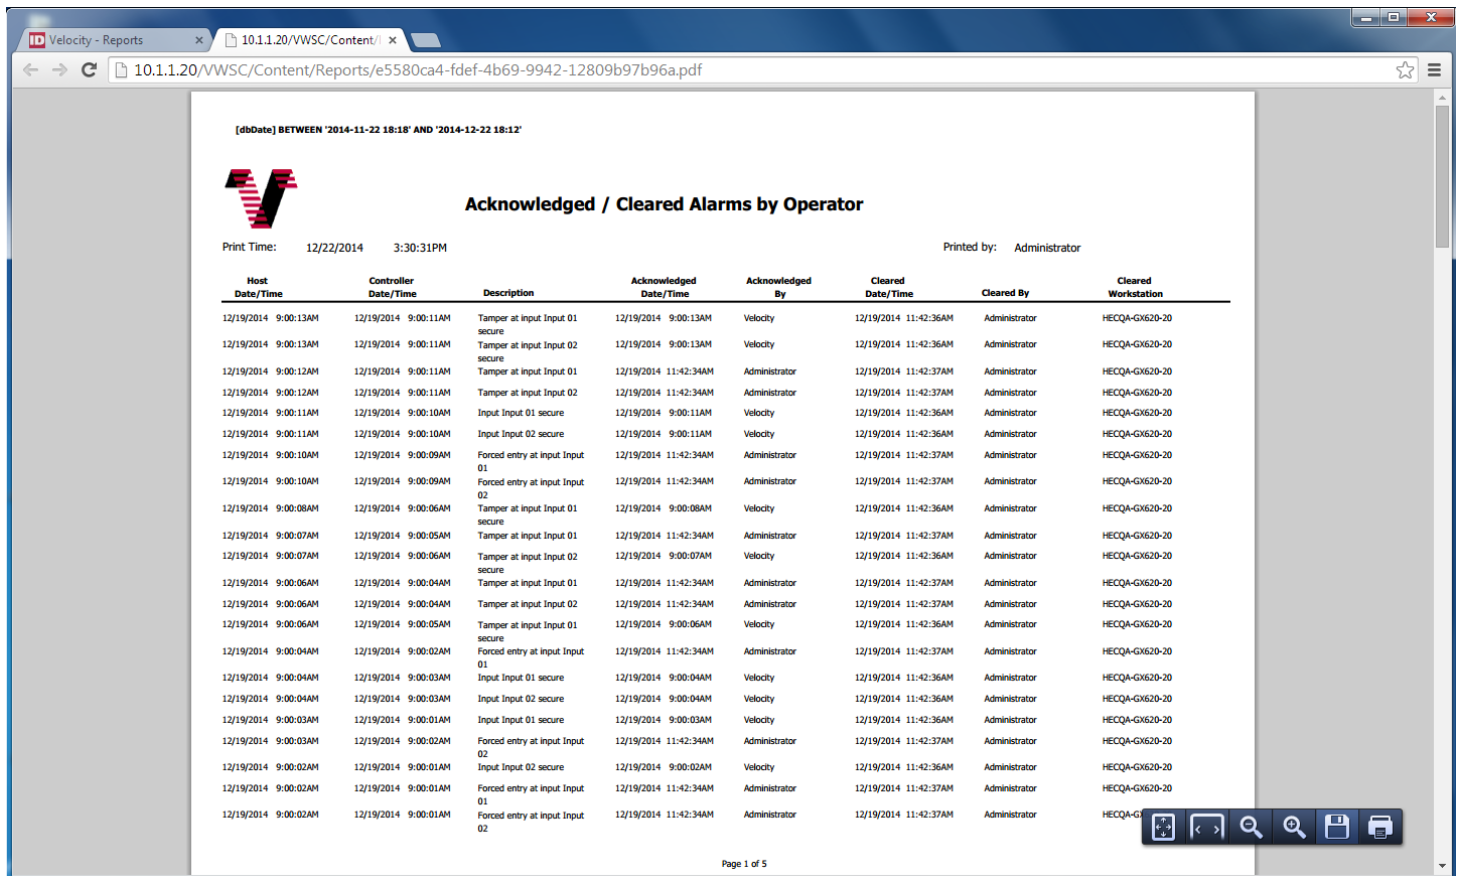 Velocity - Reports
10.1.1.20/VWSC/Content/
10.1.1.20/VWSC/Content/Reports/e5580ca4-fdef-4b69-9942-12809b97b96a.pdf
[dbDate] BETWEEN '2014-11-22 18:18' AND '2014-12-22 18:12'
Acknowledged / Cleared Alarms by Operator
Print Time: 12/22/2014 3:30:31PM Printed by: Administrator
Host Controller Acknowledged Acknowledged Cleared Cleared
Date/Time Date/Time Description Date/Time By Date/Time Cleared By Workstation
12/19/2014 9:00:13AM 12/19/2014 9:00:11AM Tamper at input Input 01 12/19/2014 9:00:13AM Velocity 12/19/2014 11:42:36AM Administrator HECQA-GX620-20
secure
12/19/2014 9:00:13AM 12/19/2014 9:00:11AM Tamper at input Input 02 12/19/2014 9:00:13AM Velocity 12/19/2014 11:42:36AM Administrator HECQA-GX620-20
secure
12/19/2014 9:00:12AM 12/19/2014 9:00:11AM Tamper at input Input 01 12/19/2014 11:42:34AM Administrator 12/19/2014 11:42:37AM Administrator HECQA-GX620-20
12/19/2014 9:00:12AM 12/19/2014 9:00:11AM Tamper at input Input 02 12/19/2014 11:42:34AM Administrator 12/19/2014 11:42:37AM Administrator HECQA-GX620-20
12/19/2014 9:00:11AM 12/19/2014 9:00:10AM Input Input 01 secure 12/19/2014 9:00:11AM Velocity 12/19/2014 11:42:36AM Administrator HECQA-GX620-20
12/19/2014 9:00:11AM 12/19/2014 9:00:10AM Input Input 02 secure 12/19/2014 9:00:11AM Velocity 12/19/2014 11:42:36AM Administrator HECQA-GX620-20
12/19/2014 9:00:10AM 12/19/2014 9:00:09AM Forced entry at input Input 12/19/2014 11:42:34AM Administrator 12/19/2014 11:42:37AM Administrator HECQA-GX620-20
01
12/19/2014 9:00:10AM 12/19/2014 9:00:09AM Forced entry at input Input 12/19/2014 11:42:34AM Administrator 12/19/2014 11:42:37AM Administrator HECQA-GX620-20
02
12/19/2014 9:00:08AM 12/19/2014 9:00:06AM Tamper at input Input 01 12/19/2014 9:00:08AM Velocity 12/19/2014 11:42:36AM Administrator HECQA-GX620-20
secure
12/19/2014 9:00:07AM 12/19/2014 9:00:05AM Tamper at input Input 01 12/19/2014 11:42:34AM Administrator 12/19/2014 11:42:37AM Administrator HECQA-GX620-20
12/19/2014 9:00:07AM 12/19/2014 9:00:06AM Tamper at input Input 02 12/19/2014 9:00:07AM Velocity 12/19/2014 11:42:36AM Administrator HECQA-GX620-20
secure
12/19/2014 9:00:06AM 12/19/2014 9:00:04AM Tamper at input Input 01 12/19/2014 11:42:34AM Administrator 12/19/2014 11:42:37AM Administrator HECQA-GX620-20
12/19/2014 9:00:06AM 12/19/2014 9:00:04AM Tamper at input Input 02 12/19/2014 11:42:34AM Administrator 12/19/2014 11:42:37AM Administrator HECQA-GX620-20
12/19/2014 9:00:06AM 12/19/2014 9:00:05AM Tamper at input Input 01 12/19/2014 9:00:06AM Velocity 12/19/2014 11:42:36AM Administrator HECQA-GX620-20
secure
12/19/2014 9:00:04AM 12/19/2014 9:00:02AM Forced entry at input Input 12/19/2014 11:42:34AM Administrator 12/19/2014 11:42:37AM Administrator HECQA-GX620-20
01
12/19/2014 9:00:04AM 12/19/2014 9:00:03AM Input Input 01 secure 12/19/2014 9:00:04AM Velocity 12/19/2014 11:42:36AM Administrator HECQA-GX620-20
12/19/2014 9:00:04AM 12/19/2014 9:00:03AM Input Input 02 secure 12/19/2014 9:00:04AM Velocity 12/19/2014 11:42:36AM Administrator HECQA-GX620-20
12/19/2014 9:00:03AM 12/19/2014 9:00:01AM Input Input 01 secure 12/19/2014 9:00:03AM Velocity 12/19/2014 11:42:36AM Administrator HECQA-GX620-20
12/19/2014 9:00:03AM 12/19/2014 9:00:02AM Forced entry at input Input 12/19/2014 11:42:34AM Administrator 12/19/2014 11:42:37AM Administrator HECQA-GX620-20
02
12/19/2014 9:00:02AM 12/19/2014 9:00:01AM Input Input 02 secure 12/19/2014 9:00:02AM Velocity 12/19/2014 11:42:36AM Administrator HECQA-GX620-20
12/19/2014 9:00:02AM 12/19/2014 9:00:01AM Forced entry at input Input 12/19/2014 11:42:34AM Administrator 12/19/2014 11:42:37AM Administrator HECQA-GX620-20
01
12/19/2014 9:00:02AM 12/19/2014 9:00:01AM Forced entry at input Input 12/19/2014 11:42:34AM Administrator 12/19/2014 11:42:37AM Administrator HECQA-G
02
Page 1 of 5